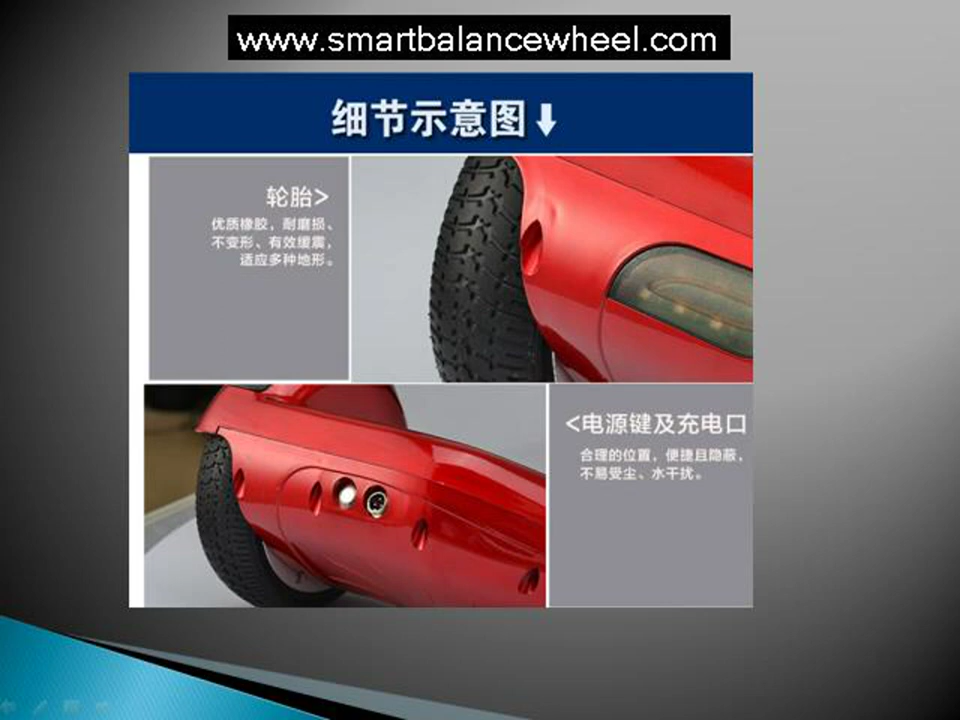 www.smartbalancewheel.com
细节示意图⬇
轮胎>
优质橡胶，耐磨损、
不变形、有效缓震，
适应多种地形。
<电源键及充电口
合理的位置，便捷且隐蔽，
不易受尘、水干扰。